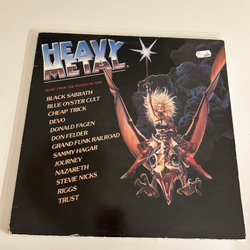 HEAVY
METAL
MUSIC FROM THE MOTION PICTURE
BLACK SABBATH
BLUE OYSTER CULT
CHEAP TRICK
DEVO
DONALD FAGEN
DON FELDER
GRAND FUNK RAILROAD
SAMMY HAGAR
JOURNEY
NAZARETH
STEVIE NICKS
RIGGS
TRUST